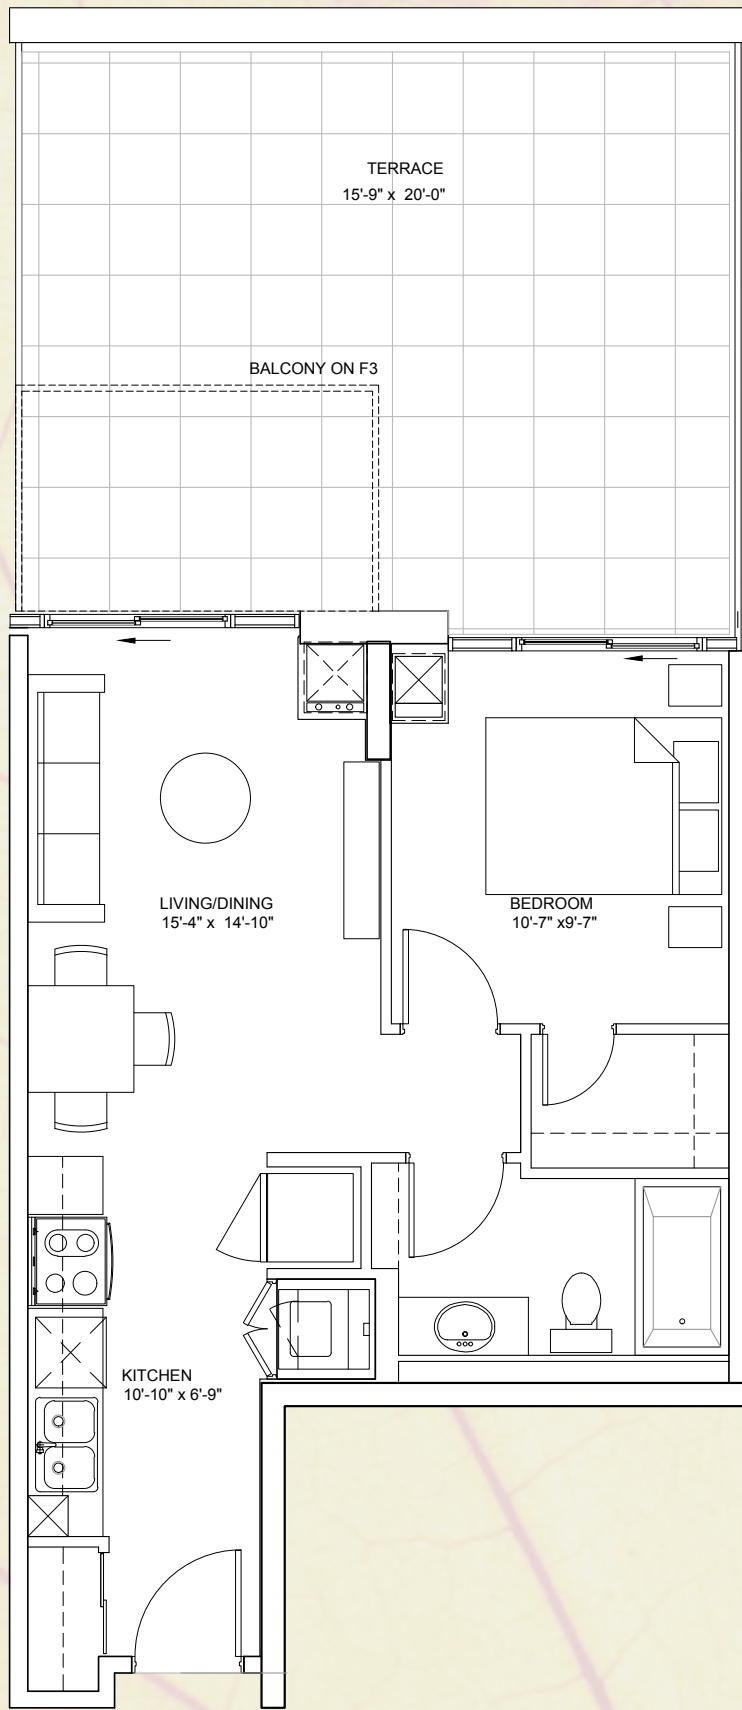 TERRACE
15'-9" x 20'-0"
BALCONY ON F3
LIVING/DINING
15'-4" x 14'-10"
BEDROOM
10'-7" x9'-7"
KITCHEN
10'-10" x 6'-9"